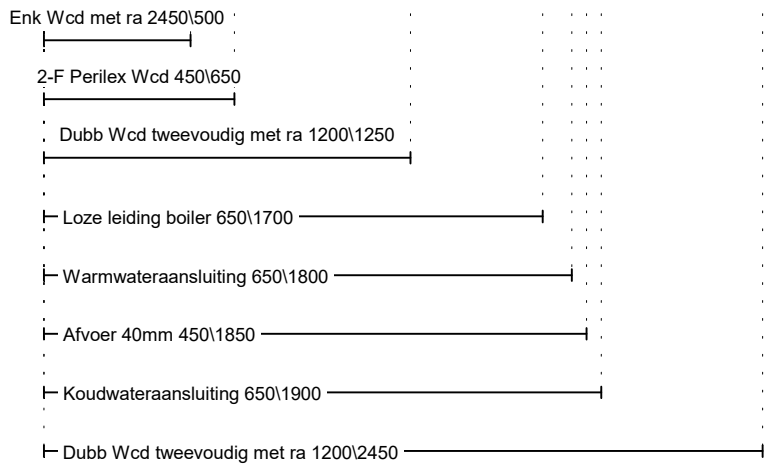 Enk Wcd met ra 2450\500
2-F Perilex Wcd 450\650
Dubb Wcd tweevoudig met ra 1200\1250
Loze leiding boiler 650\1700
Warmwateraansluiting 650\1800
Afvoer 40mm 450\1850
Koudwateraansluiting 650\1900
Dubb Wcd tweevoudig met ra 1200\2450